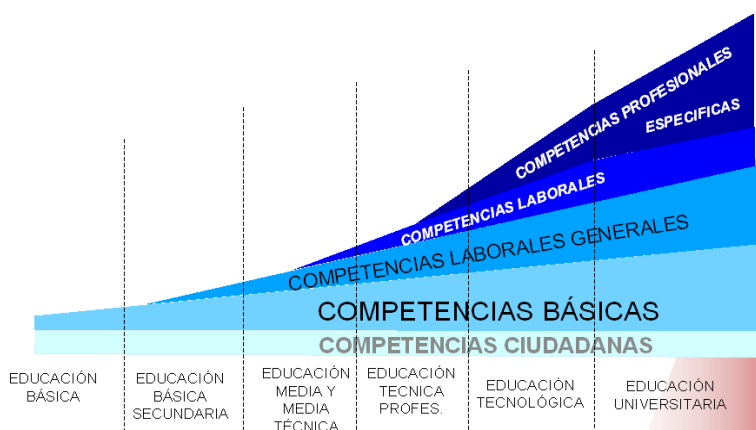 COMPETENCIAS PROFESIONALES
ESPECIFICAS
COMPETENCIAS LABORALES
COMPETENCIAS LABORALES GENERALES
COMPETENCIAS BÁSICAS
COMPETENCIAS CIUDADANAS
EDUCACIÓN
BÁSICA
EDUCACIÓN
BÁSICA
SECUNDARIA
EDUCACIÓN
MEDIA Y
MEDIA
TÉCNICA
EDUCACIÓN
TECNICA
PROFES.
EDUCACIÓN
TECNOLÓGICA
EDUCACIÓN
UNIVERSITARIA